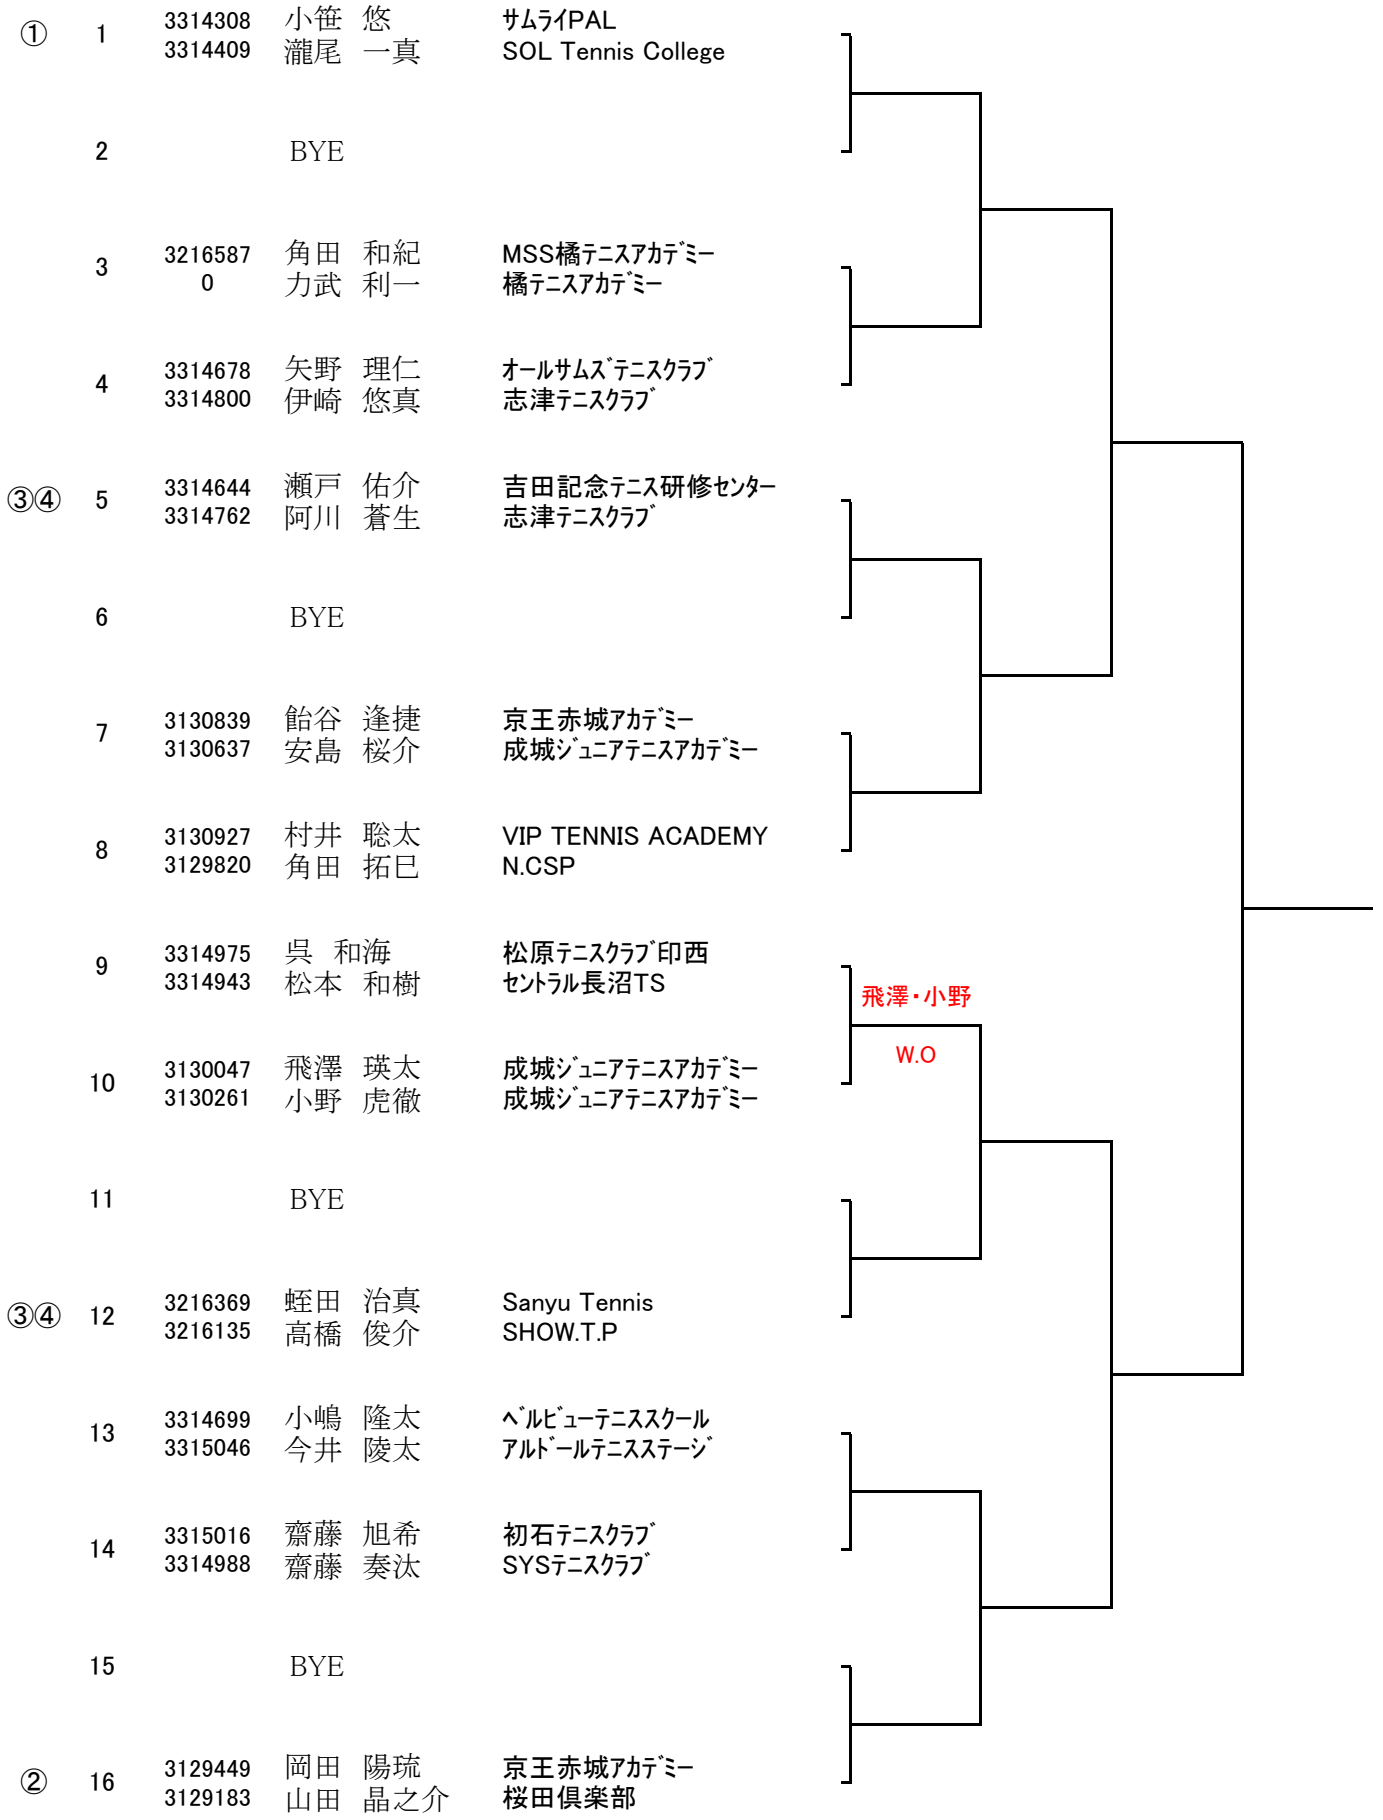 ① 1 3314308 小笹 悠 サムライPAL
3314409 瀧尾 一真 SOL Tennis College
2 BYE
3 3216587 角田 和紀 MSS橘テニスアカデミー
0 力武 利一 橘テニスアカデミー
4 3314678 矢野 理仁 オールサムズテニスクラブ
3314800 伊崎 悠真 志津テニスクラブ
③④ 5 3314644 瀬戸 佑介 吉田記念テニス研修センター
3314762 阿川 蒼生 志津テニスクラブ
6 BYE
7 3130839 飴谷 逢捷 京王赤城アカデミー
3130637 安島 桜介 成城ジュニアテニスアカデミー
8 3130927 村井 聡太 VIP TENNIS ACADEMY
3129820 角田 拓巳 N.CSP
9 3314975 呉 和海 松原テニスクラブ印西
3314943 松本 和樹 セントラル長沼TS
飛澤・小野
W.O
10 3130047 飛澤 瑛太 成城ジュニアテニスアカデミー
3130261 小野 虎徹 成城ジュニアテニスアカデミー
11 BYE
③④ 12 3216369 蛭田 治真 Sanyu Tennis
3216135 高橋 俊介 SHOW.T.P
13 3314699 小嶋 隆太 ベルビューテニススクール
3315046 今井 陵太 アルドールテニスステージ
14 3315016 齋藤 旭希 初石テニスクラブ
3314988 齋藤 奏汰 SYSテニスクラブ
15 BYE
② 16 3129449 岡田 陽琉 京王赤城アカデミー
3129183 山田 晶之介 桜田倶楽部